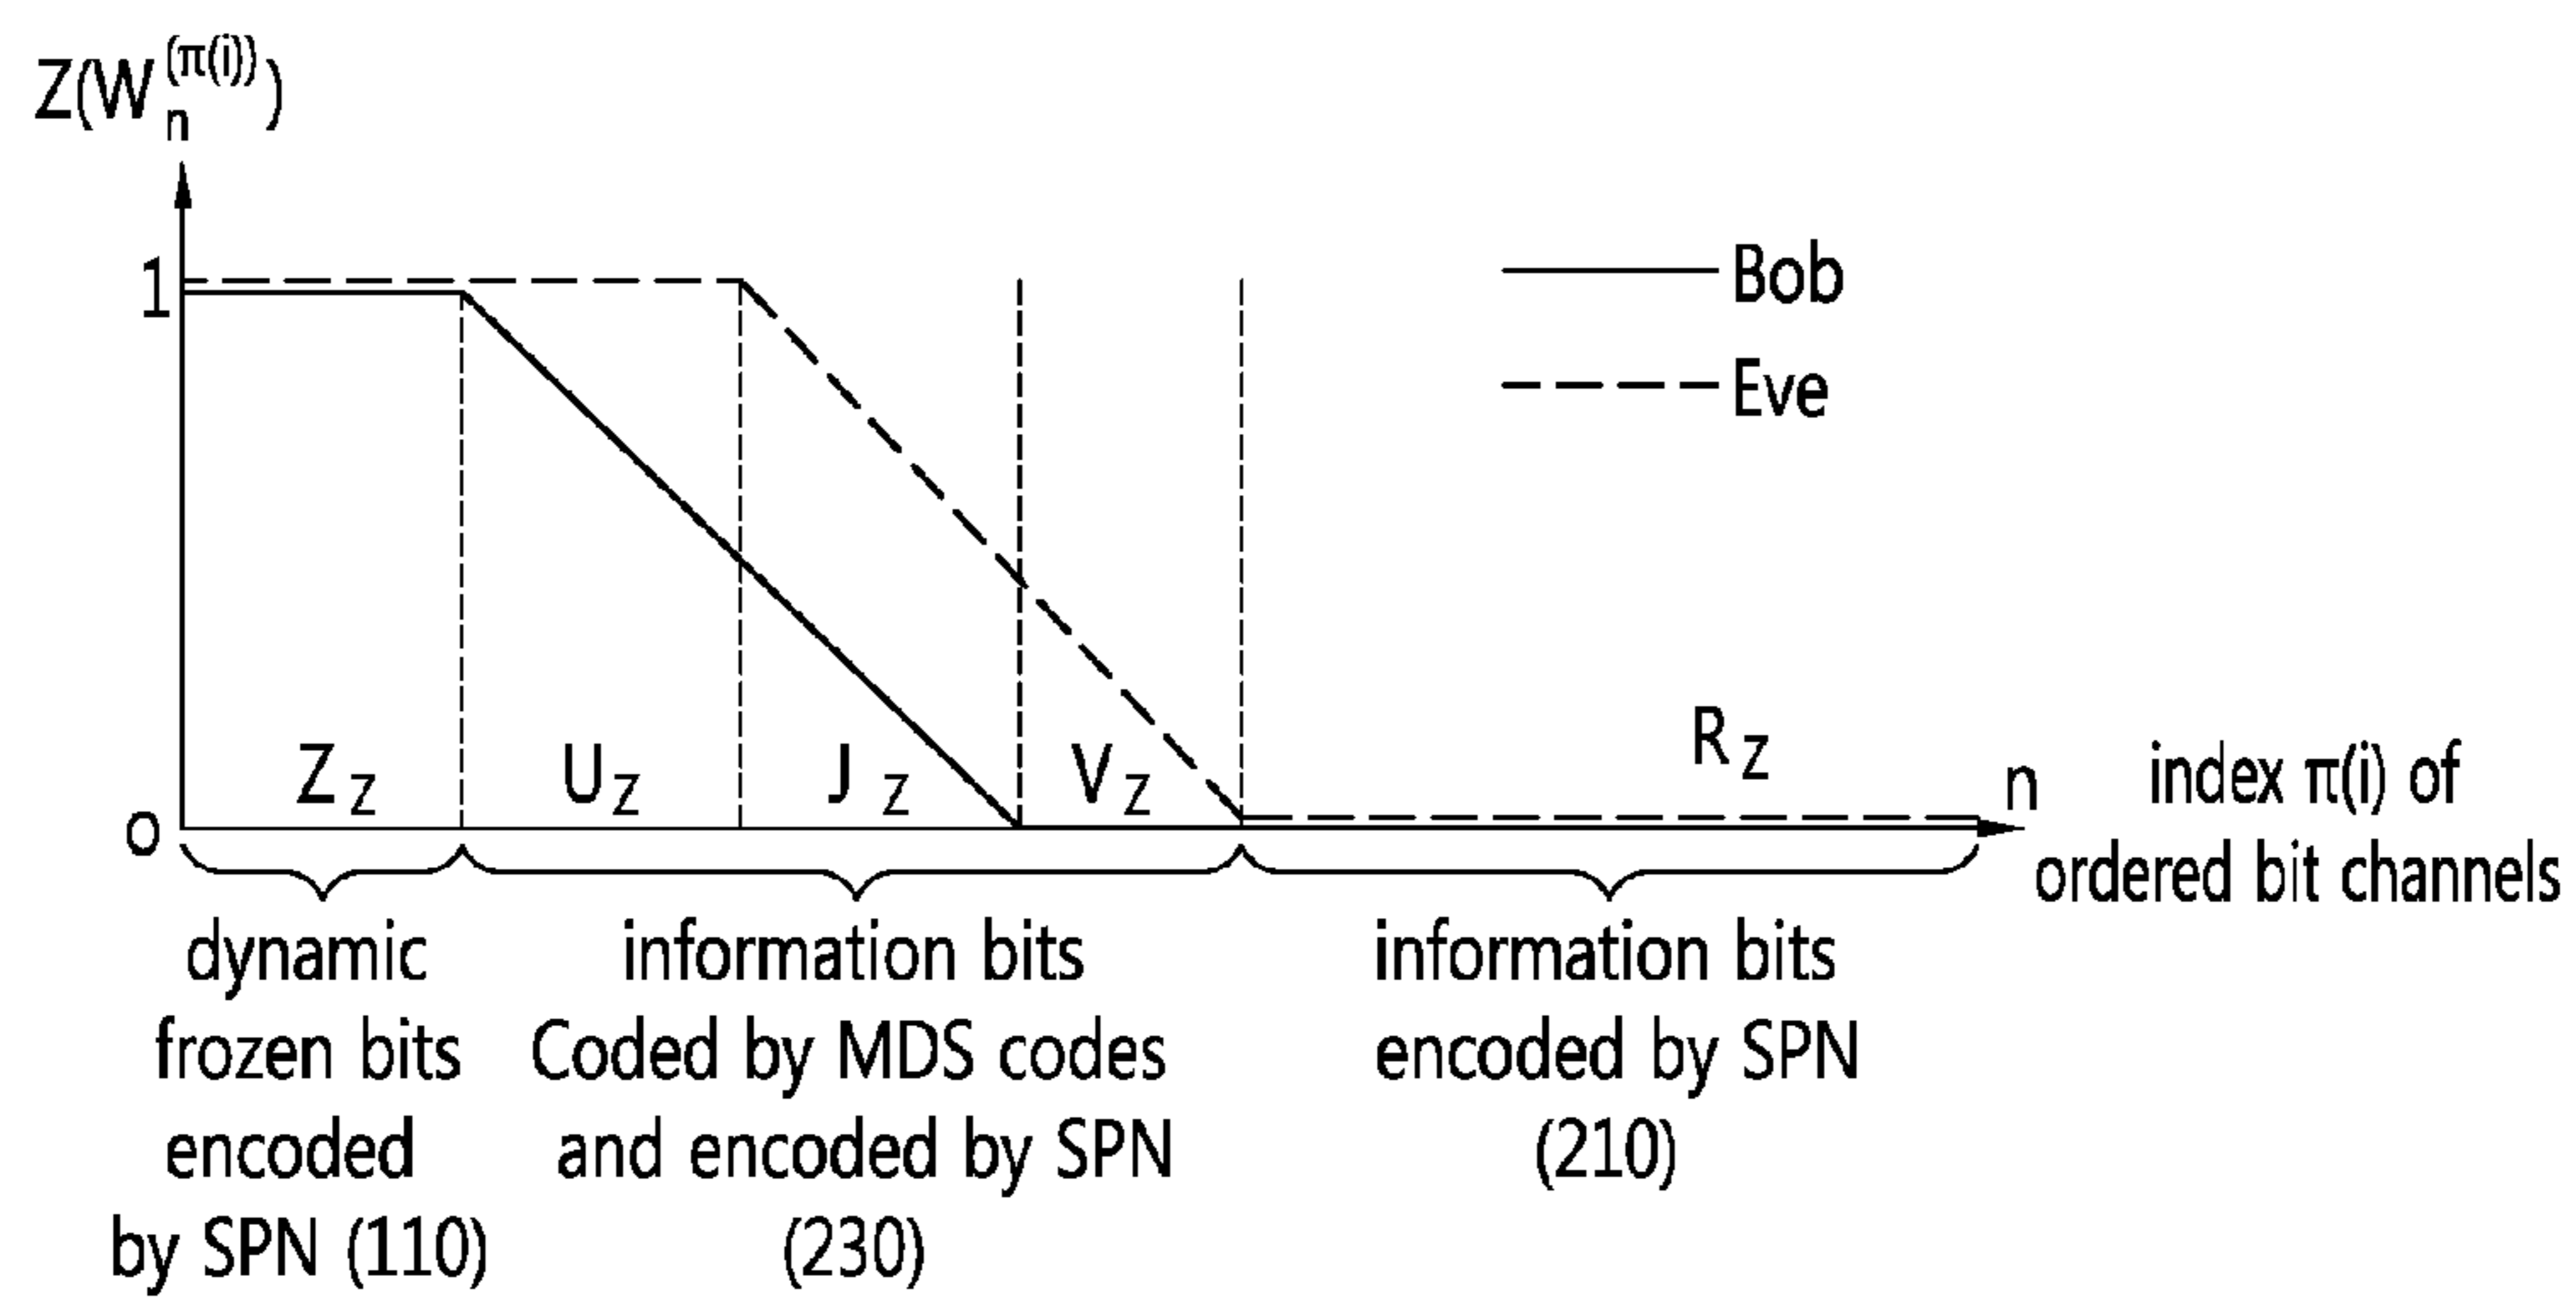 Z(W_n^(π(i)))
1
Bob
Eve
Z_Z U_Z J_Z V_Z R_Z
0
n
index π(i) of
ordered bit channels
dynamic
frozen bits
encoded
by SPN (110)
information bits
Coded by MDS codes
and encoded by SPN
(230)
information bits
encoded by SPN
(210)